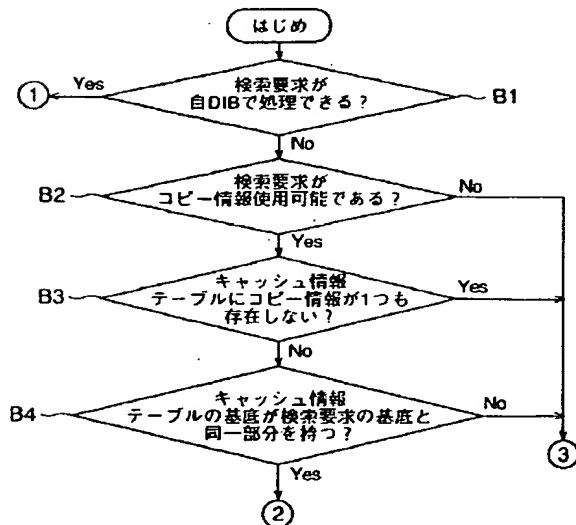 はじめ
Yes
①
検索要求が
自DIBで処理できる？
B1
No
B2
検索要求が
コピー情報使用可能である？
No
Yes
B3
キャッシュ情報
テーブルにコピー情報が1つも
存在しない？
Yes
No
B4
キャッシュ情報
テーブルの基底が検索要求の基底と
同一部分を持つ？
No
③
Yes
②